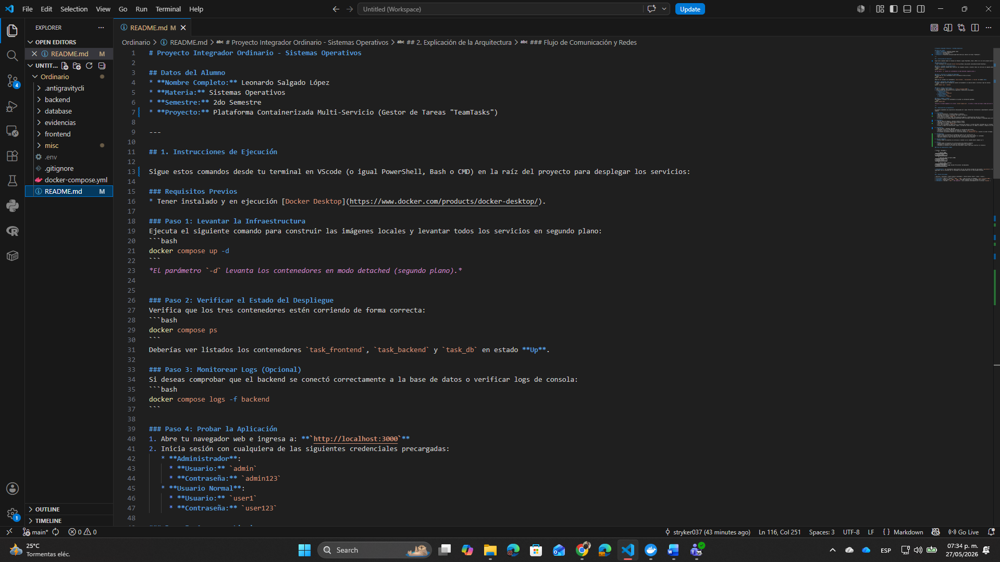 File Edit Selection View Go Run Terminal Help
Untitled (Workspace)
Update
EXPLORER
OPEN EDITORS
README.md M
UNTIT...
Ordinario
.antigravitycli
backend
database
evidencias
frontend
misc
.env
.gitignore
docker-compose.yml
README.md M
OUTLINE
TIMELINE
4
1
README.md M
Ordinario > README.md > # Proyecto Integrador Ordinario - Sistemas Operativos > ## 2. Explicación de la Arquitectura > ### Flujo de Comunicación y Redes
1 # Proyecto Integrador Ordinario - Sistemas Operativos
2
3 ## Datos del Alumno
4 * **Nombre Completo:** Leonardo Salgado López
5 * **Materia:** Sistemas Operativos
6 * **Semestre:** 2do Semestre
7 * **Proyecto:** Plataforma Containerizada Multi-Servicio (Gestor de Tareas "TeamTasks")
8
9 ---
10
11 ## 1. Instrucciones de Ejecución
12
13 Sigue estos comandos desde tu terminal en VScode (o igual PowerShell, Bash o CMD) en la raíz del proyecto para desplegar los servicios:
14
15 ### Requisitos Previos
16 * Tener instalado y en ejecución [Docker Desktop](https://www.docker.com/products/docker-desktop/).
17
18 ### Paso 1: Levantar la Infraestructura
19 Ejecuta el siguiente comando para construir las imágenes locales y levantar todos los servicios en segundo plano:
20 ```bash
21 docker compose up -d
22 ```
23 *El parámetro `-d` levanta los contenedores en modo detached (segundo plano).*
24
25
26 ### Paso 2: Verificar el Estado del Despliegue
27 Verifica que los tres contenedores estén corriendo de forma correcta:
28 ```bash
29 docker compose ps
30 ```
31 Deberías ver listados los contenedores `task_frontend`, `task_backend` y `task_db` en estado **Up**.
32
33 ### Paso 3: Monitorear Logs (Opcional)
34 Si deseas comprobar que el backend se conectó correctamente a la base de datos o verificar logs de consola:
35 ```bash
36 docker compose logs -f backend
37 ```
38
39 ### Paso 4: Probar la Aplicación
40 1. Abre tu navegador web e ingresa a: **`http://localhost:3000`**
41 2. Inicia sesión con cualquiera de las siguientes credenciales precargadas:
42 * **Administrador**:
43 * **Usuario:** `admin`
44 * **Contraseña:** `admin123`
45 * **Usuario Normal**:
46 * **Usuario:** `user1`
47 * **Contraseña:** `user123`
48
main* 0 0
stryker037 (43 minutes ago) Ln 116, Col 251 Spaces: 3 UTF-8 LF { } Markdown Go Live
25°C
Tormentas eléc.
Search
ESP
07:34 p. m.
27/05/2026